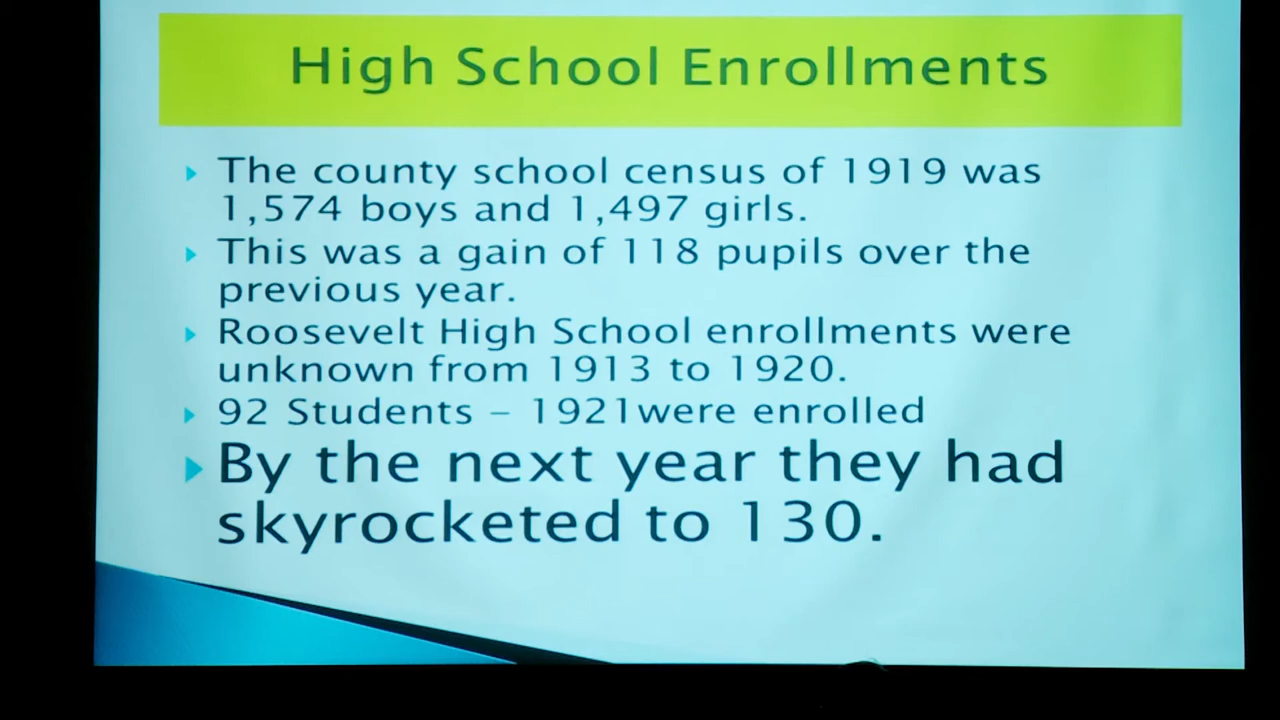 High School Enrollments
The county school census of 1919 was
1,574 boys and 1,497 girls.
This was a gain of 118 pupils over the
previous year.
Roosevelt High School enrollments were
unknown from 1913 to 1920.
92 Students – 1921were enrolled
By the next year they had
skyrocketed to 130.